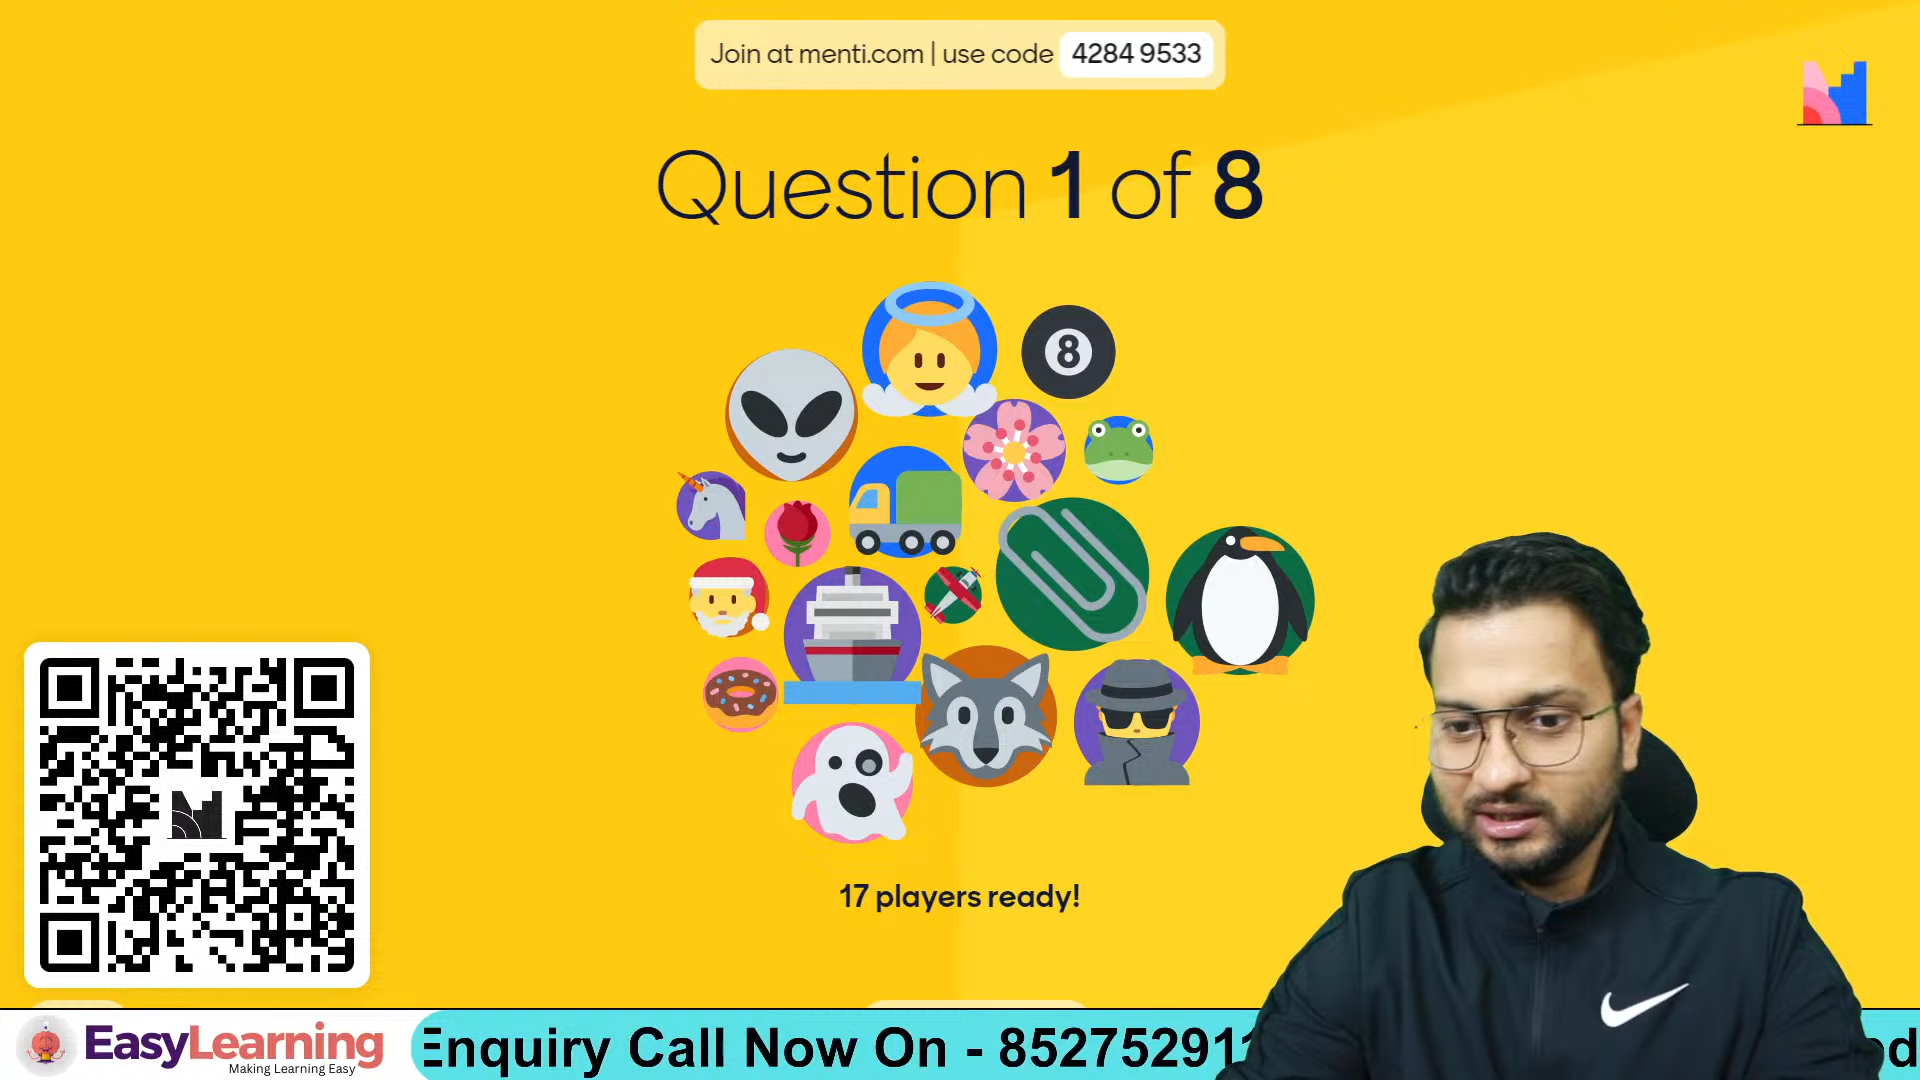 Join at menti.com | use code 4284 9533
Question 1 of 8
8
17 players ready!
EasyLearning
Making Learning Easy
Enquiry Call Now On - 85275291